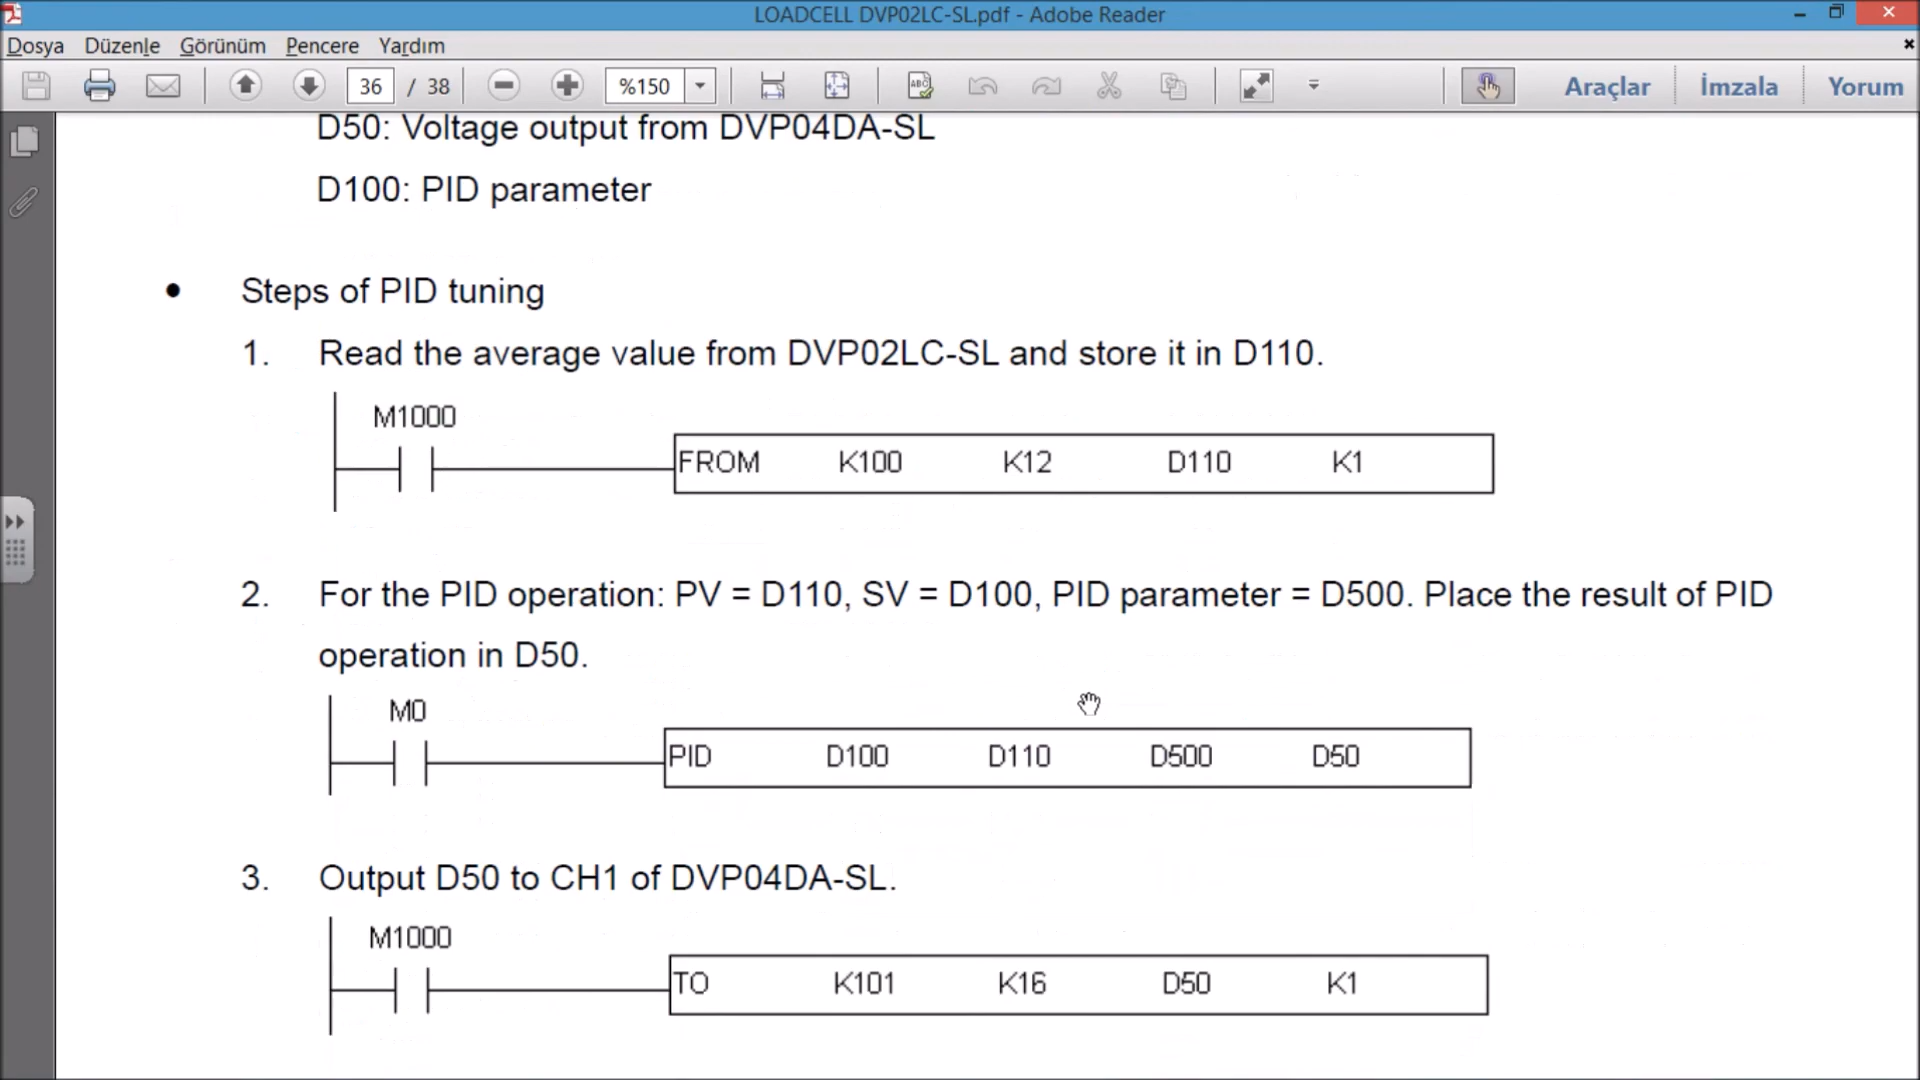 LOADCELL DVP02LC-SL.pdf - Adobe Reader
Dosya Düzenle Görünüm Pencere Yardım
36 / 38 %150 ABC Araçlar İmzala Yorum
D50: Voltage output from DVP04DA-SL
D100: PID parameter
• Steps of PID tuning
1. Read the average value from DVP02LC-SL and store it in D110.
M1000
FROM K100 K12 D110 K1
2. For the PID operation: PV = D110, SV = D100, PID parameter = D500. Place the result of PID
operation in D50.
M0
PID D100 D110 D500 D50
3. Output D50 to CH1 of DVP04DA-SL.
M1000
TO K101 K16 D50 K1